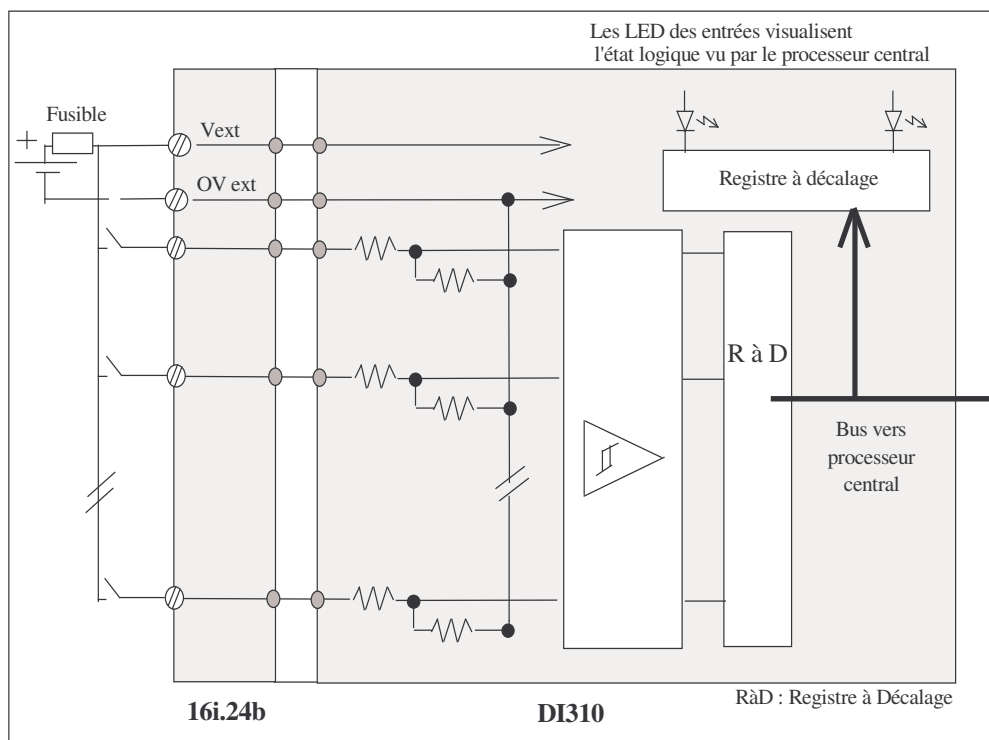 Les LED des entrées visualisent
l'état logique vu par le processeur central
Fusible
+
Vext
OV ext
Registre à décalage
R à D
Bus vers
processeur
central
RàD : Registre à Décalage
16i.24b
DI310